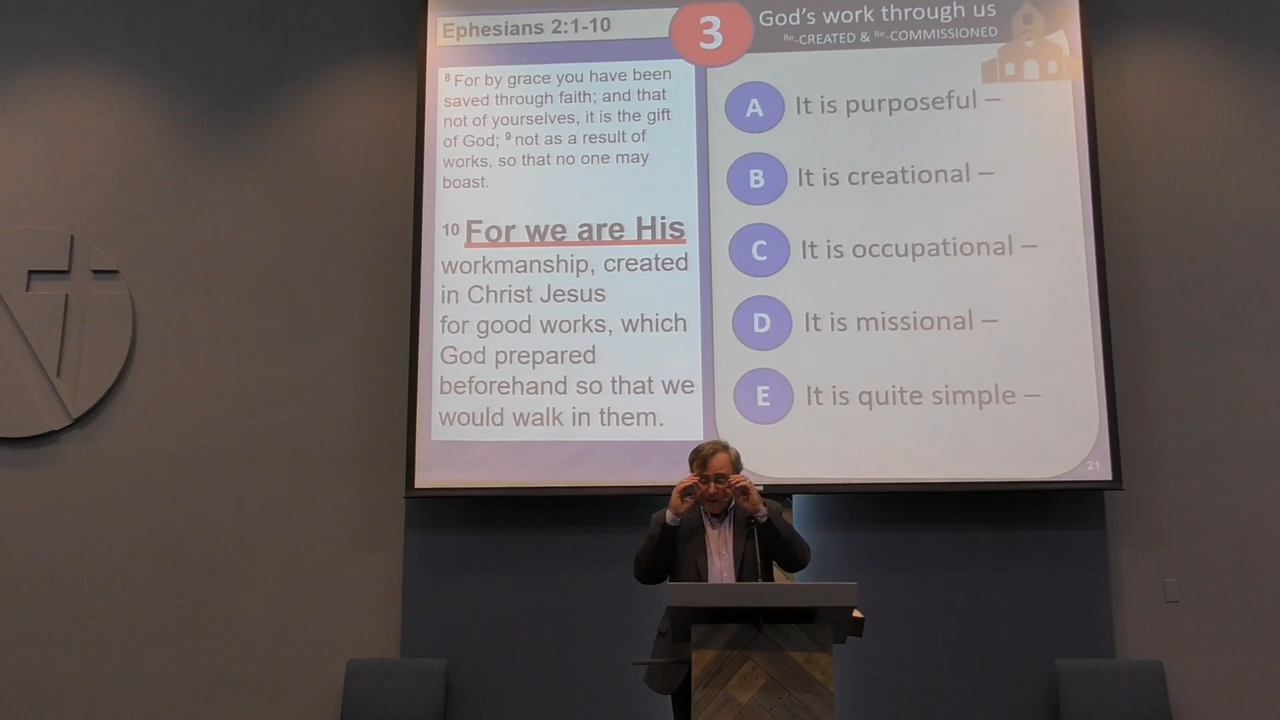 Ephesians 2:1-10
3
God's work through us
Re-CREATED & Re-COMMISSIONED
8 For by grace you have been
saved through faith; and that
not of yourselves, it is the gift
of God; 9 not as a result of
works, so that no one may
boast.
10 For we are His
workmanship, created
in Christ Jesus
for good works, which
God prepared
beforehand so that we
would walk in them.
A It is purposeful –
B It is creational –
C It is occupational –
D It is missional –
E It is quite simple –
21